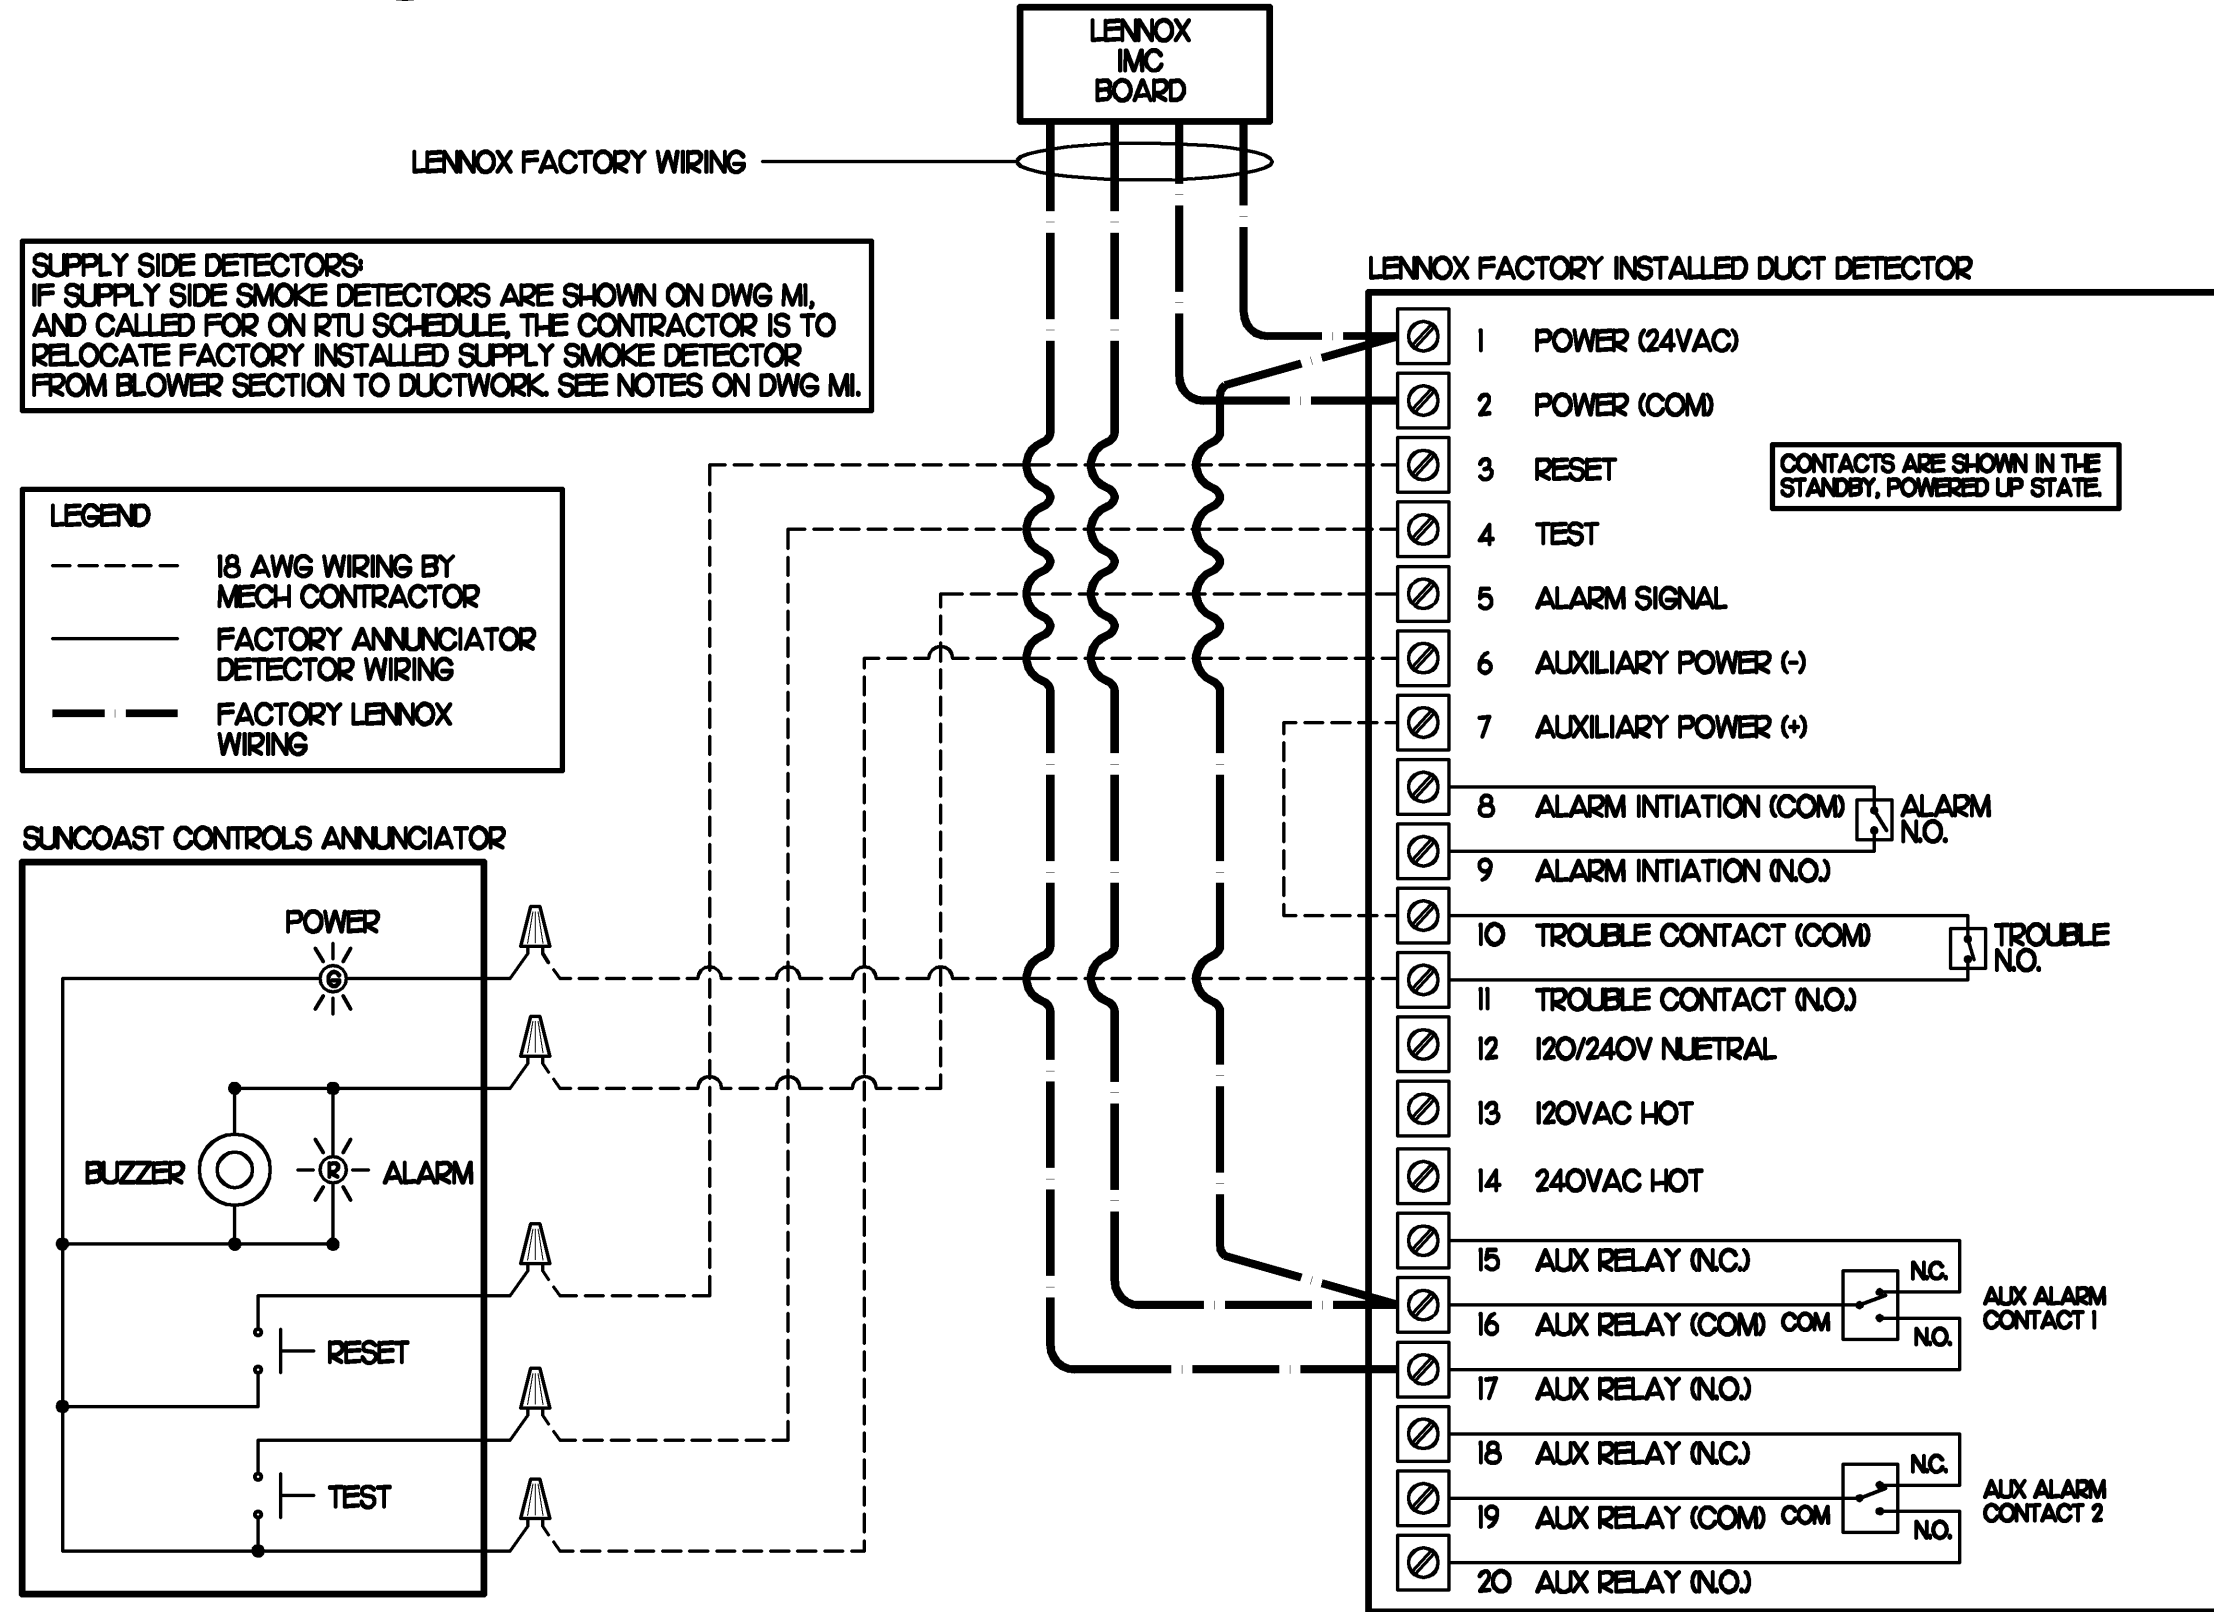 LENNOX
IMC
BOARD
LENNOX FACTORY WIRING
SUPPLY SIDE DETECTORS:
IF SUPPLY SIDE SMOKE DETECTORS ARE SHOWN ON DWG M1,
AND CALLED FOR ON RTU SCHEDULE, THE CONTRACTOR IS TO
RELOCATE FACTORY INSTALLED SUPPLY SMOKE DETECTOR
FROM BLOWER SECTION TO DUCTWORK. SEE NOTES ON DWG M1.
LEGEND
18 AWG WIRING BY
MECH CONTRACTOR
FACTORY ANNUNCIATOR
DETECTOR WIRING
FACTORY LENNOX
WIRING
SUNCOAST CONTROLS ANNUNCIATOR
POWER
G
BUZZER
R
ALARM
RESET
TEST
LENNOX FACTORY INSTALLED DUCT DETECTOR
1 POWER (24VAC)
2 POWER (COM)
3 RESET
CONTACTS ARE SHOWN IN THE
STANDBY, POWERED UP STATE.
4 TEST
5 ALARM SIGNAL
6 AUXILIARY POWER (-)
7 AUXILIARY POWER (+)
8 ALARM INTIATION (COM)
ALARM
N.O.
9 ALARM INTIATION (N.O.)
10 TROUBLE CONTACT (COM)
TROUBLE
N.O.
11 TROUBLE CONTACT (N.O.)
12 120/240V NUETRAL
13 120VAC HOT
14 240VAC HOT
15 AUX RELAY (N.C.)
N.C.
16 AUX RELAY (COM) COM
N.O.
AUX ALARM
CONTACT 1
17 AUX RELAY (N.O.)
18 AUX RELAY (N.C.)
N.C.
19 AUX RELAY (COM) COM
N.O.
AUX ALARM
CONTACT 2
20 AUX RELAY (N.O.)